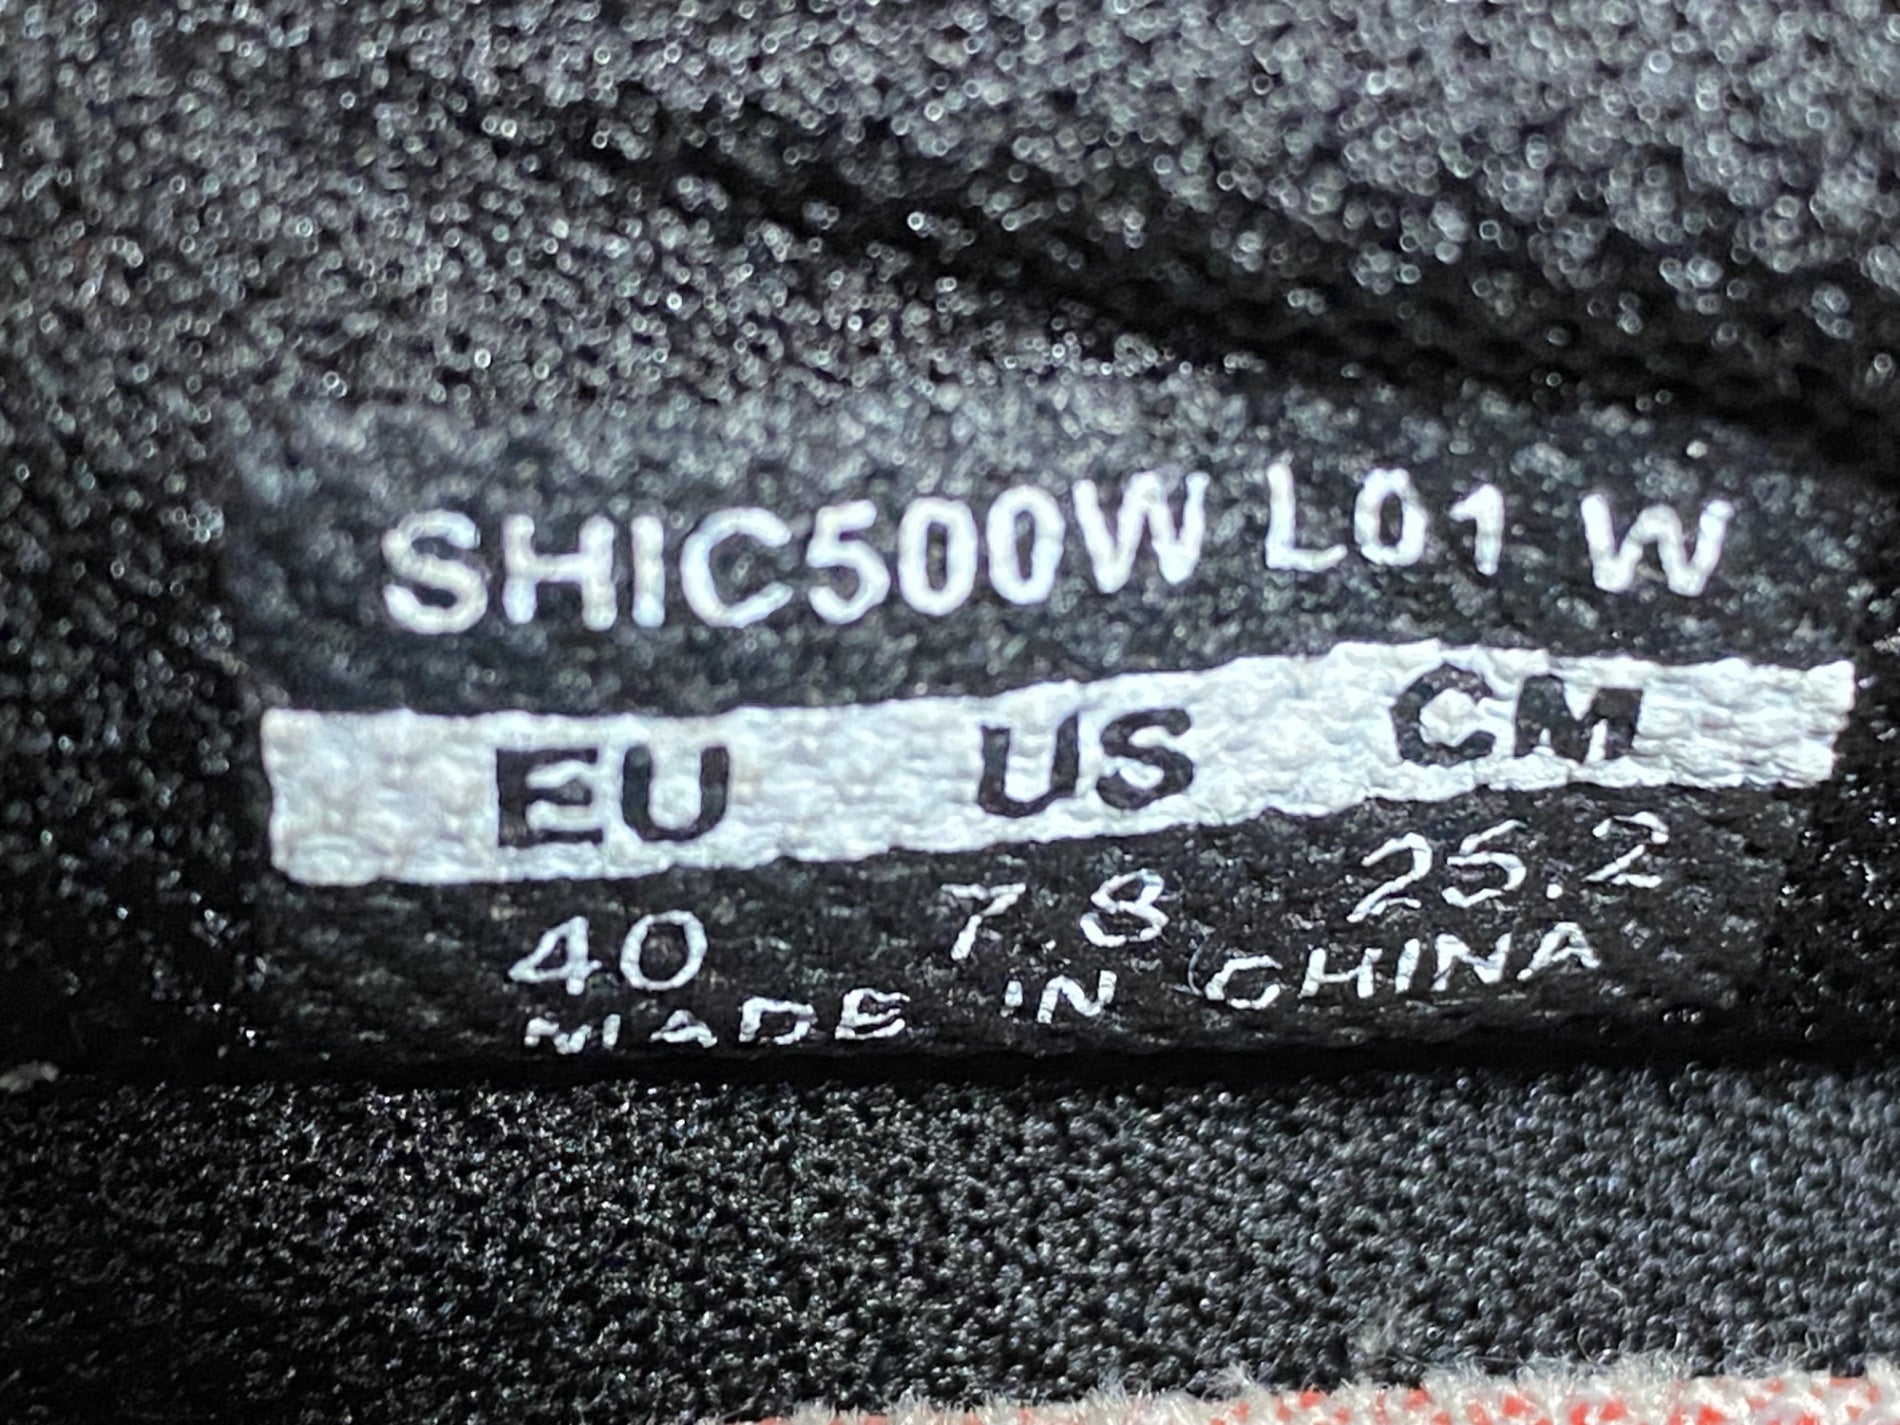 SHIC500W L01 W
EU US CM
40 7.8 25.2
MADE IN CHINA